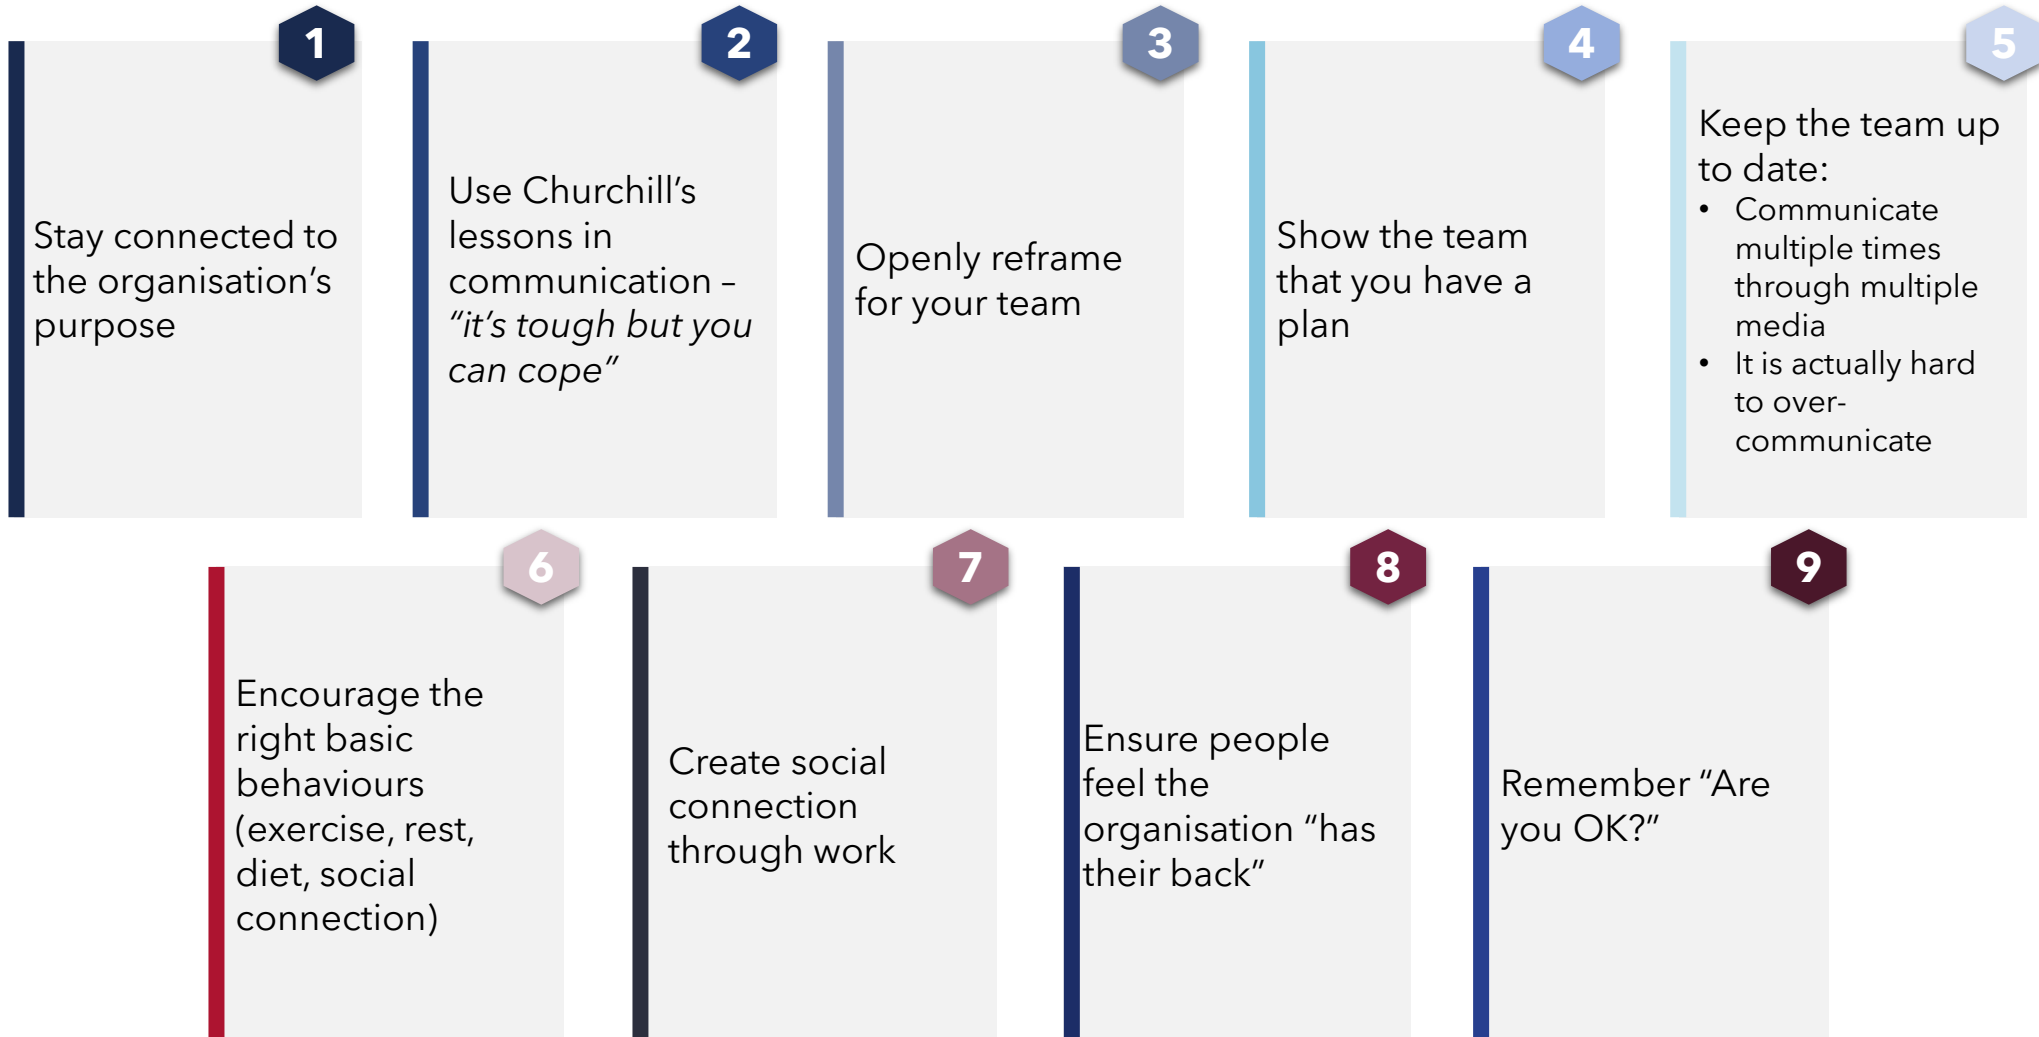 1
Stay connected to
the organisation’s
purpose
2
Use Churchill’s
lessons in
communication –
“it’s tough but you
can cope”
3
Openly reframe
for your team
4
Show the team
that you have a
plan
5
Keep the team up
to date:
• Communicate
multiple times
through multiple
media
• It is actually hard
to over-
communicate
6
Encourage the
right basic
behaviours
(exercise, rest,
diet, social
connection)
7
Create social
connection
through work
8
Ensure people
feel the
organisation “has
their back”
9
Remember “Are
you OK?”